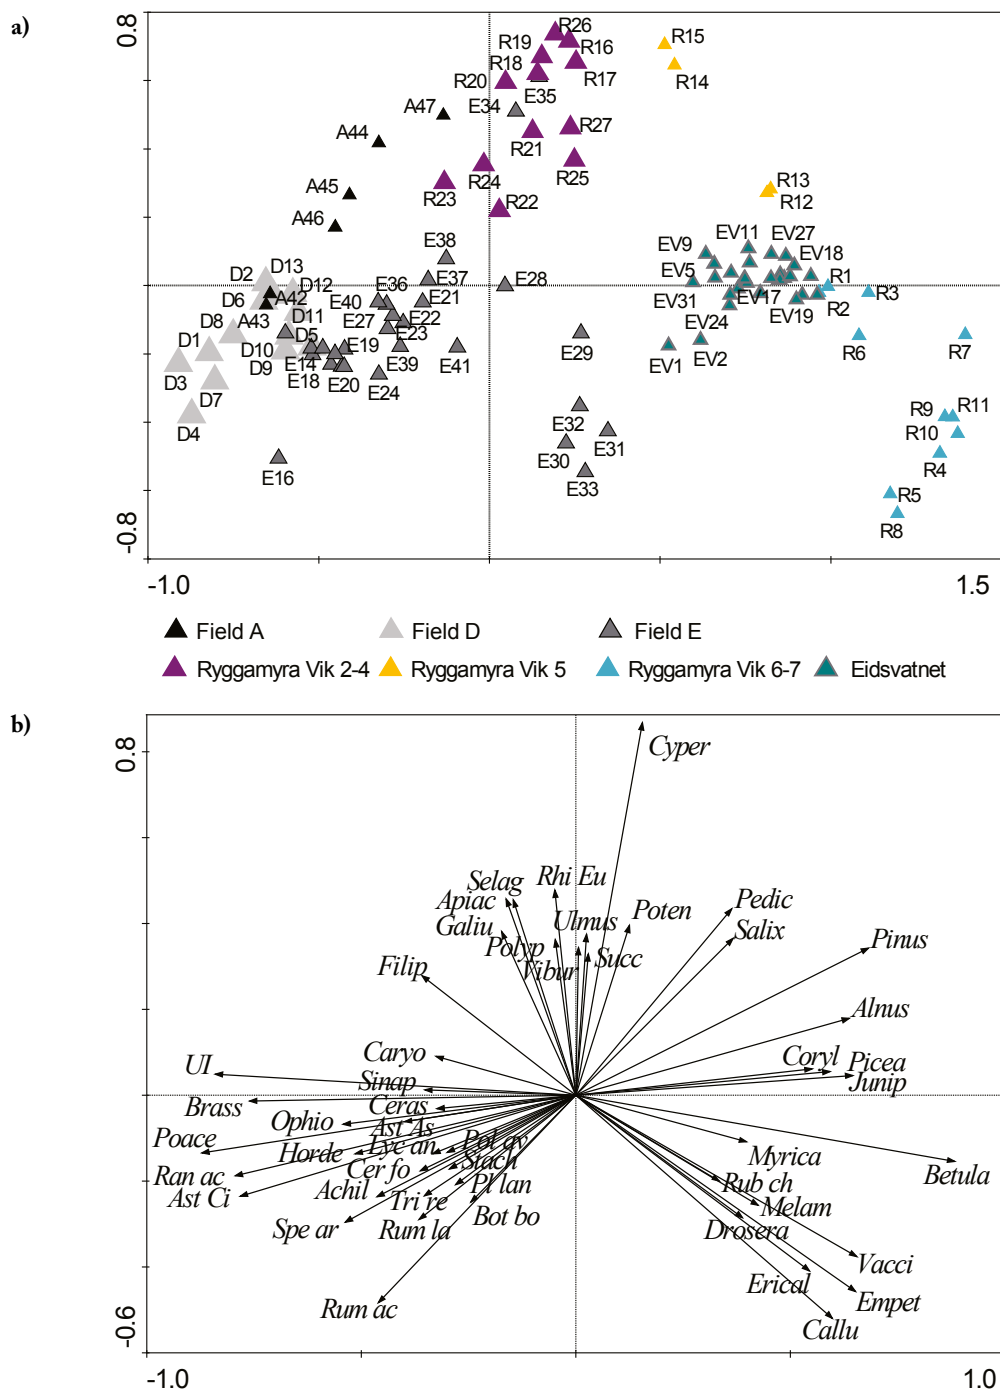 a)
0.8
R26
R19
R16
R15
R18
R17
R14
R20
E35
A47
E34
A44
R27
R21
R25
A45
R24
R13
R23
R12
A46
R22
E38
EV11
EV27
EV9
EV18
D13
D2
E37
EV5
R1
D12
E36
E28
D6
A42
E40
E21
R3
EV31
EV17
R2
D8
A43
D11
E27
E22
EV19
D5
E23
EV24
D1
D10
E19
E29
R6
R7
D3
D9
E14
E39
E41
EV1
EV2
E18
E20
D7
E24
D4
E32
R9
R11
E31
R10
E16
E30
R4
E33
R5
R8
-0.8
-1.0
1.5
Field A
Field D
Field E
Ryggamyra Vik 2-4
Ryggamyra Vik 5
Ryggamyra Vik 6-7
Eidsvatnet
b)
0.8
Cyper
Selag
Rhi Eu
Apiac
Pedic
Galiu
Ulmus
Poten
Salix
Polyp
Pinus
Vibur
Succ
Filip
Alnus
Caryo
Coryl
Picea
UI
Sinap
Junip
Brass
Ceras
Ophio
Ast As
Poace
Horde
Lyc an
Pol av
Myrica
Ran ac
Cer fo
Stach
Betula
Ast Ci
Achil
Pl lan
Rub ch
Tri re
Melam
Spe ar
Rum la
Bot bo
Drosera
Vacci
Erical
Rum ac
Empet
Callu
-0.6
-1.0
1.0